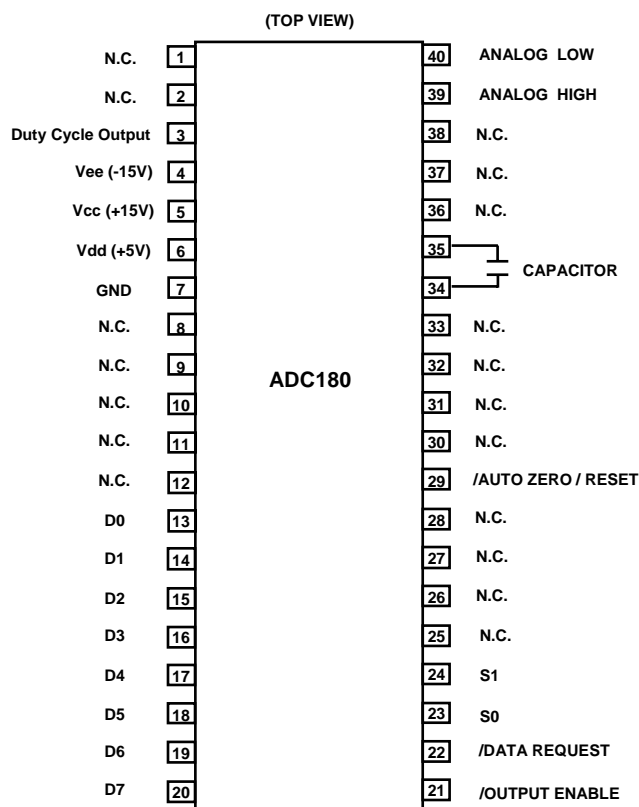 (TOP VIEW)
N.C. 1 40 ANALOG LOW
N.C. 2 39 ANALOG HIGH
Duty Cycle Output 3 38 N.C.
Vee (-15V) 4 37 N.C.
Vcc (+15V) 5 36 N.C.
Vdd (+5V) 6 35
CAPACITOR
GND 7 34
N.C. 8 33 N.C.
N.C. 9 32 N.C.
ADC180
N.C. 10 31 N.C.
N.C. 11 30 N.C.
N.C. 12 29 /AUTO ZERO / RESET
D0 13 28 N.C.
D1 14 27 N.C.
D2 15 26 N.C.
D3 16 25 N.C.
D4 17 24 S1
D5 18 23 S0
D6 19 22 /DATA REQUEST
D7 20 21 /OUTPUT ENABLE